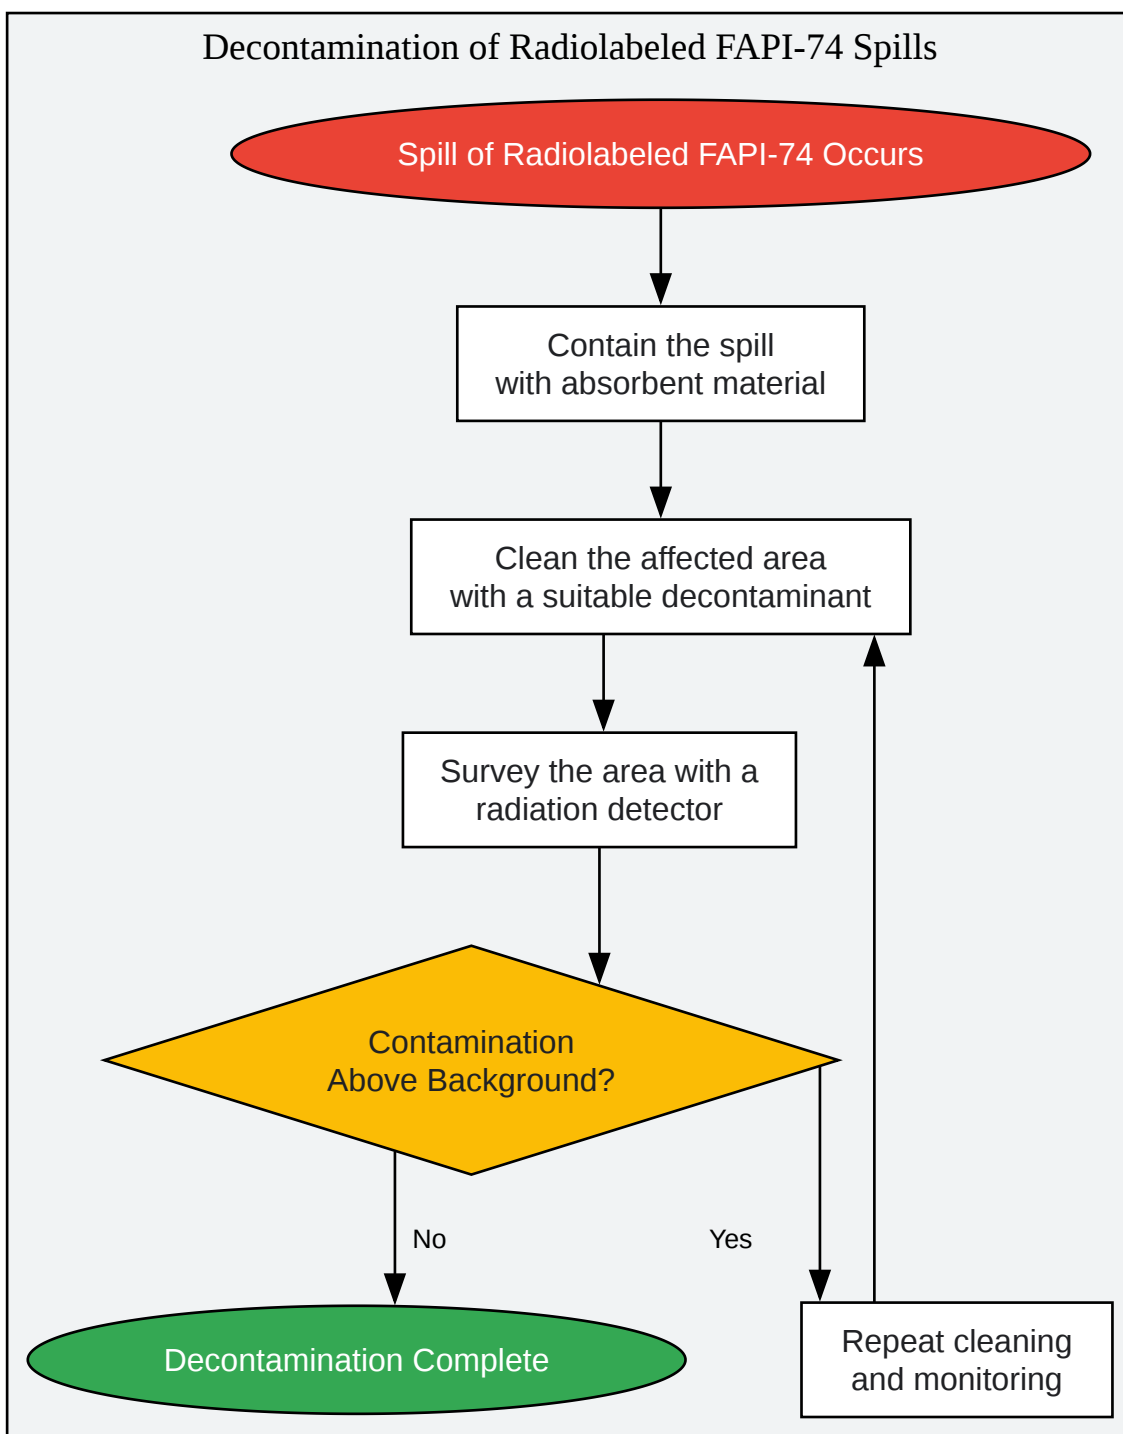 Decontamination of Radiolabeled FAPI-74 Spills
Spill of Radiolabeled FAPI-74 Occurs
Contain the spill
with absorbent material
Clean the affected area
with a suitable decontaminant
Survey the area with a
radiation detector
Contamination
Above Background?
No
Yes
Decontamination Complete
Repeat cleaning
and monitoring